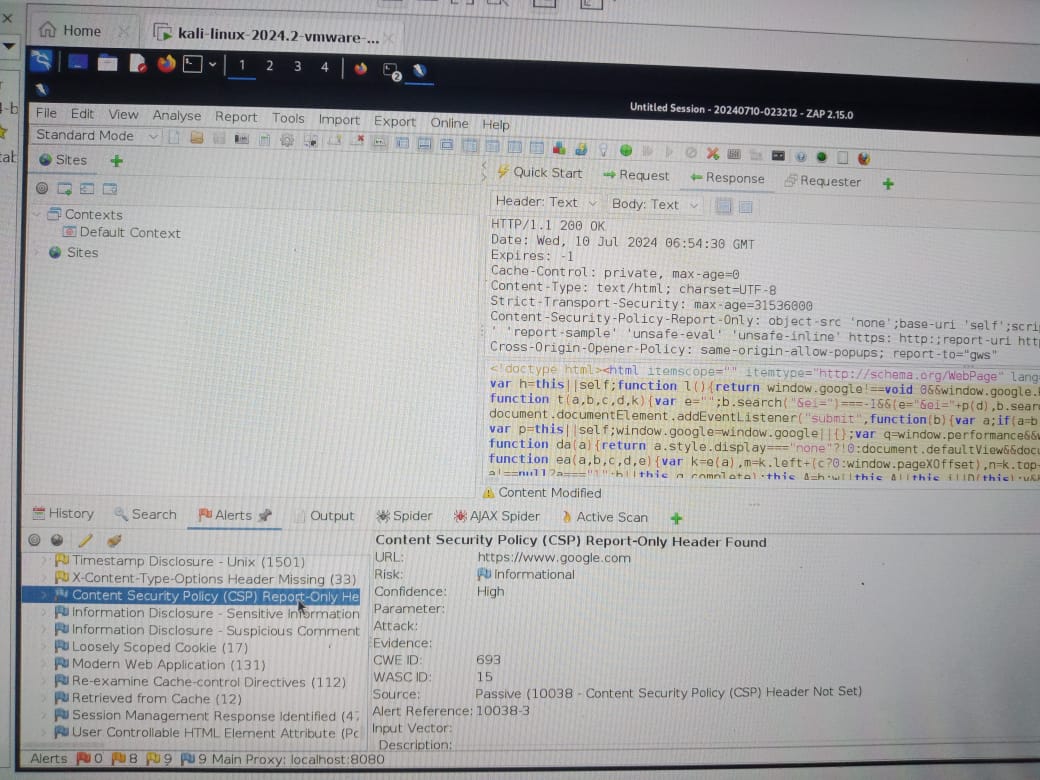 Home
kali-linux-2024.2-vmware-...
1 2 3 4
2
Untitled Session - 20240710-023212 - ZAP 2.15.0
File Edit View Analyse Report Tools Import Export Online Help
Standard Mode
Sites
Quick Start Request Response Requester
Contexts
Default Context
Sites
Header: Text Body: Text
HTTP/1.1 200 OK
Date: Wed, 10 Jul 2024 06:54:30 GMT
Expires: -1
Cache-Control: private, max-age=0
Content-Type: text/html; charset=UTF-8
Strict-Transport-Security: max-age=31536000
Content-Security-Policy-Report-Only: object-src 'none';base-uri 'self';scri
' 'report-sample' 'unsafe-eval' 'unsafe-inline' https: http:;report-uri htt
Cross-Origin-Opener-Policy: same-origin-allow-popups; report-to="gws"
<!doctype html><html itemscope="" itemtype="http://schema.org/WebPage" lang
var h=this||self;function l(){return window.google!==void 0&&window.google.
function t(a,b,c,d,k){var e="";b.search("&ei=")===-1&&(e="&ei="+p(d),b.sear
document.documentElement.addEventListener("submit",function(b){var a;if(a=b
var p=this||self;window.google=window.google||{};var q=window.performance&&
function da(a){return a.style.display==="none"?!0:document.defaultView&&docu
function ea(a,b,c,d,e){var k=e(a),m=k.left+(c?0:window.pageXOffset),n=k.top
Content Modified
History Search Alerts Output Spider AJAX Spider Active Scan
Timestamp Disclosure - Unix (1501)
X-Content-Type-Options Header Missing (33)
Content Security Policy (CSP) Report-Only He
Information Disclosure - Sensitive Information
Information Disclosure - Suspicious Comment
Loosely Scoped Cookie (17)
Modern Web Application (131)
Re-examine Cache-control Directives (112)
Retrieved from Cache (12)
Session Management Response Identified (4
User Controllable HTML Element Attribute (Po
Content Security Policy (CSP) Report-Only Header Found
URL: https://www.google.com
Risk: Informational
Confidence: High
Parameter:
Attack:
Evidence:
CWE ID: 693
WASC ID: 15
Source: Passive (10038 - Content Security Policy (CSP) Header Not Set)
Alert Reference: 10038-3
Input Vector:
Description:
Alerts 0 8 9 9 Main Proxy: localhost:8080